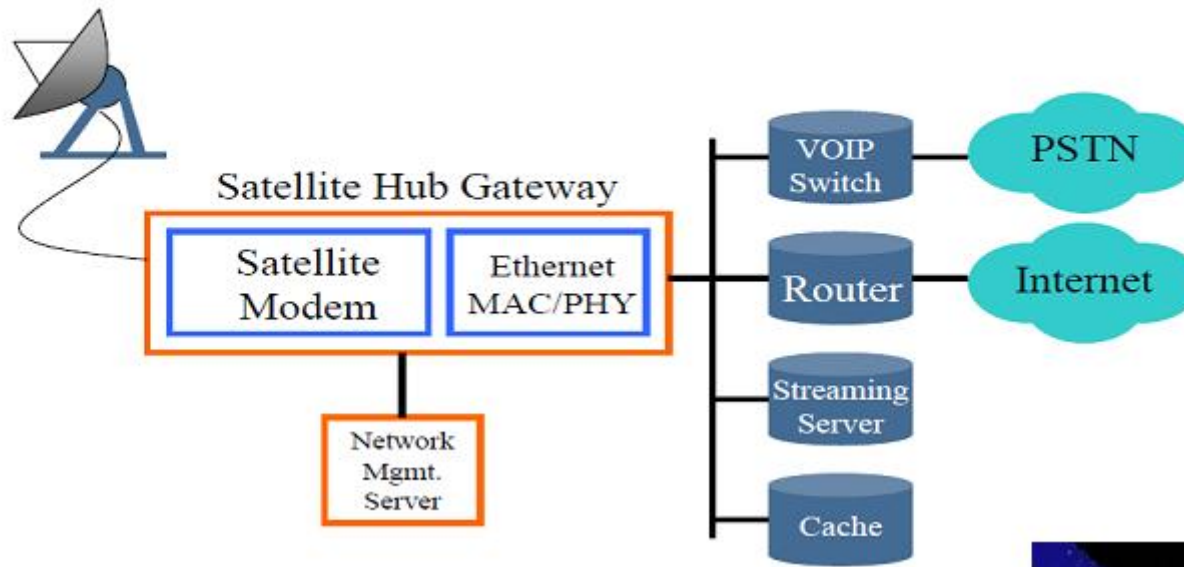 Satellite Hub Gateway
Satellite
Modem
Ethernet
MAC/PHY
Network
Mgmt.
Server
VOIP
Switch
PSTN
Router
Internet
Streaming
Server
Cache